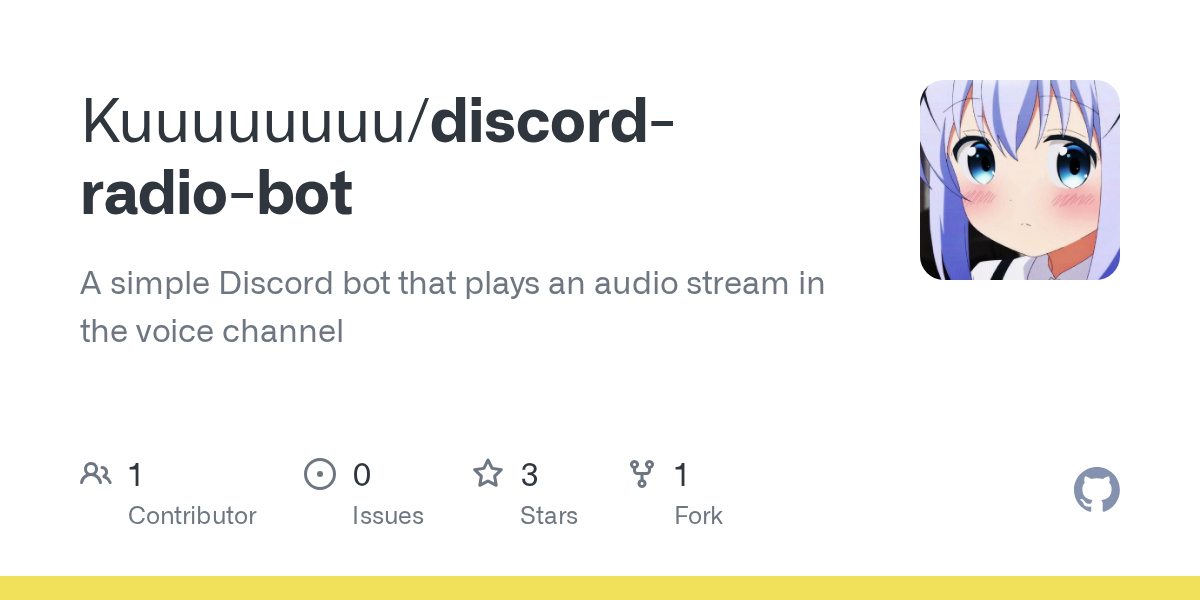 Kuuuuuuuu/discord-
radio-bot
A simple Discord bot that plays an audio stream in
the voice channel
1 0 3 1
Contributor Issues Stars Fork